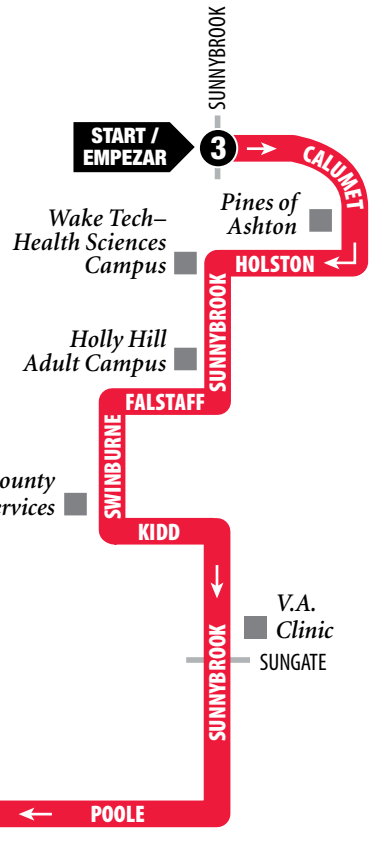 SUNNYBROOK
START /
EMPEZAR
3
CALUMET
Pines of
Ashton
Wake Tech–
Health Sciences
Campus
HOLSTON
SUNNYBROOK
Holly Hill
Adult Campus
FALSTAFF
SWINBURNE
ounty
ervices
KIDD
V.A.
Clinic
SUNNYBROOK
SUNGATE
POOLE